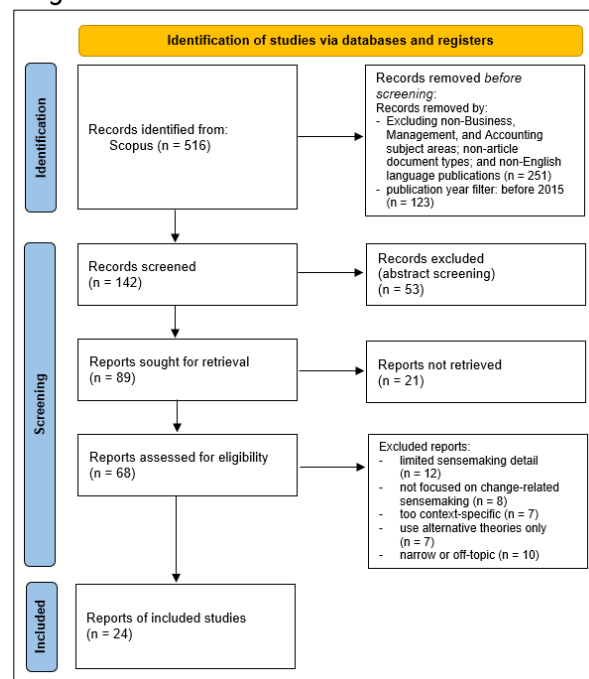 Identification of studies via databases and registers
Identification
Records identified from:
Scopus (n = 516)
Records removed before
screening:
Records removed by:
- Excluding non-Business,
Management, and Accounting
subject areas; non-article
document types; and non-English
language publications (n = 251)
- publication year filter: before 2015
(n = 123)
Screening
Records screened
(n = 142)
Records excluded
(abstract screening)
(n = 53)
Reports sought for retrieval
(n = 89)
Reports not retrieved
(n = 21)
Reports assessed for eligibility
(n = 68)
Excluded reports:
- limited sensemaking detail
(n = 12)
- not focused on change-related
sensemaking (n = 8)
- too context-specific (n = 7)
- use alternative theories only
(n = 7)
- narrow or off-topic (n = 10)
Included
Reports of included studies
(n = 24)